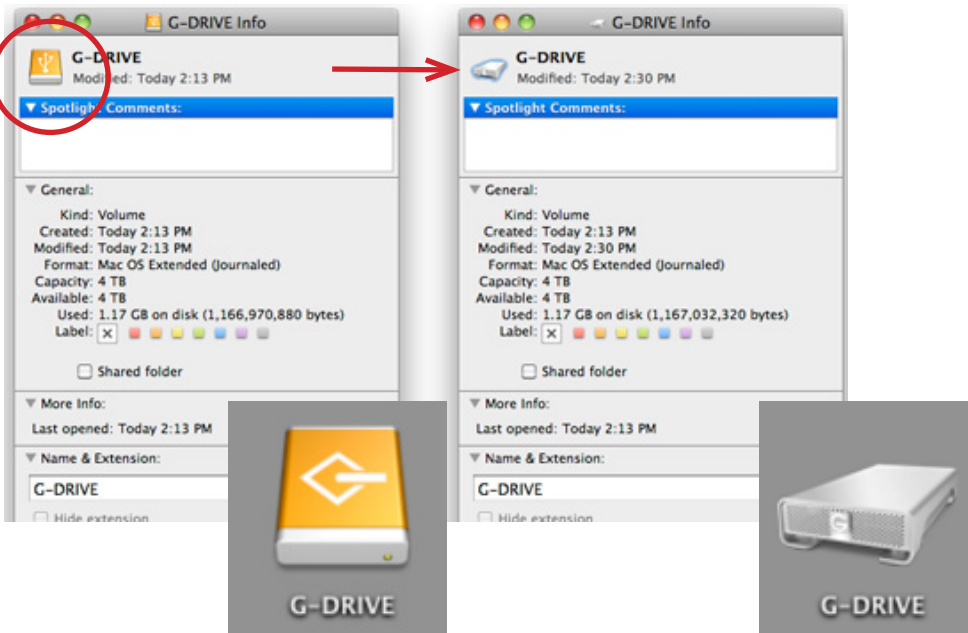 G-DRIVE Info
G-DRIVE
Modified: Today 2:13 PM
Spotlight Comments:
General:
Kind: Volume
Created: Today 2:13 PM
Modified: Today 2:13 PM
Format: Mac OS Extended (Journaled)
Capacity: 4 TB
Available: 4 TB
Used: 1.17 GB on disk (1,166,970,880 bytes)
Label:
Shared folder
More Info:
Last opened: Today 2:13 PM
Name & Extension:
G-DRIVE
Hide extension
G-DRIVE
G-DRIVE Info
G-DRIVE
Modified: Today 2:30 PM
Spotlight Comments:
General:
Kind: Volume
Created: Today 2:13 PM
Modified: Today 2:30 PM
Format: Mac OS Extended (Journaled)
Capacity: 4 TB
Available: 4 TB
Used: 1.17 GB on disk (1,167,032,320 bytes)
Label:
Shared folder
More Info:
Last opened: Today 2:13 PM
Name & Extension:
G-DRIVE
Hide extension
G
G-DRIVE